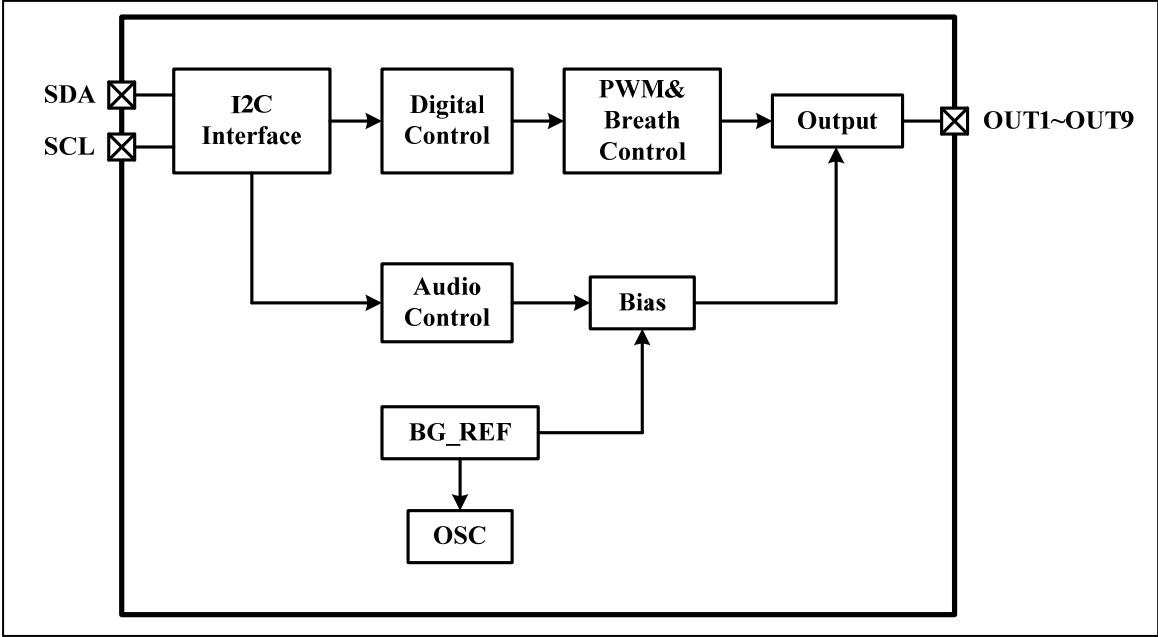 SDA
SCL
I2C
Interface
Digital
Control
PWM&
Breath
Control
Output
OUT1~OUT9
Audio
Control
Bias
BG_REF
OSC